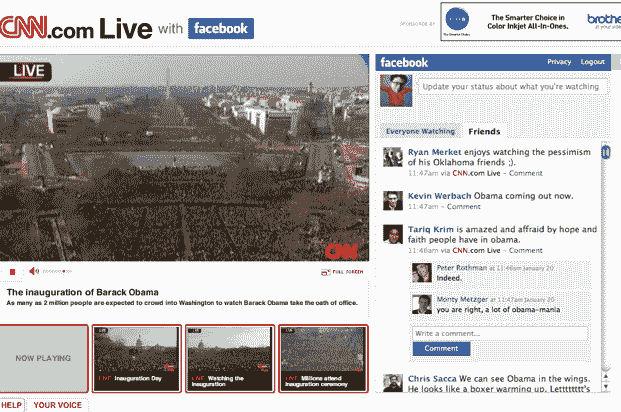 CNN.com Live with facebook
SPONSORED BY
The Smarter Choice in
Color Inkjet All-In-Ones.
brothe
at your side
The Smarter Choice
LIVE
CNN
FULL SCREEN
The inauguration of Barack Obama
As many as 2 million people are expected to crowd into Washington to watch Barack Obama take the oath of office.
NOW PLAYING
LIVE Inauguration Day
LIVE Watching the
inauguration
LIVE Millions attend
inauguration ceremony
HELP
YOUR VOICE
facebook
Privacy
Logout
Update your status about what you're watching
Everyone Watching
Friends
Ryan Merket enjoys watching the pessimism
of his Oklahoma friends ;).
11:47am via CNN.com Live - Comment
Kevin Werbach Obama coming out now.
11:47am - Comment
Tariq Krim is amazed and affraid by hope and
faith people have in obama.
11:46am via CNN.com Live - Comment
Peter Rothman at 11:46am January 20
Indeed.
Monty Metzger at 11:47am January 20
you are right, a lot of obama-mania
Write a comment...
Comment
Chris Sacca We can see Obama in the wings.
He looks like a boxer warming up. Lettttttttt's